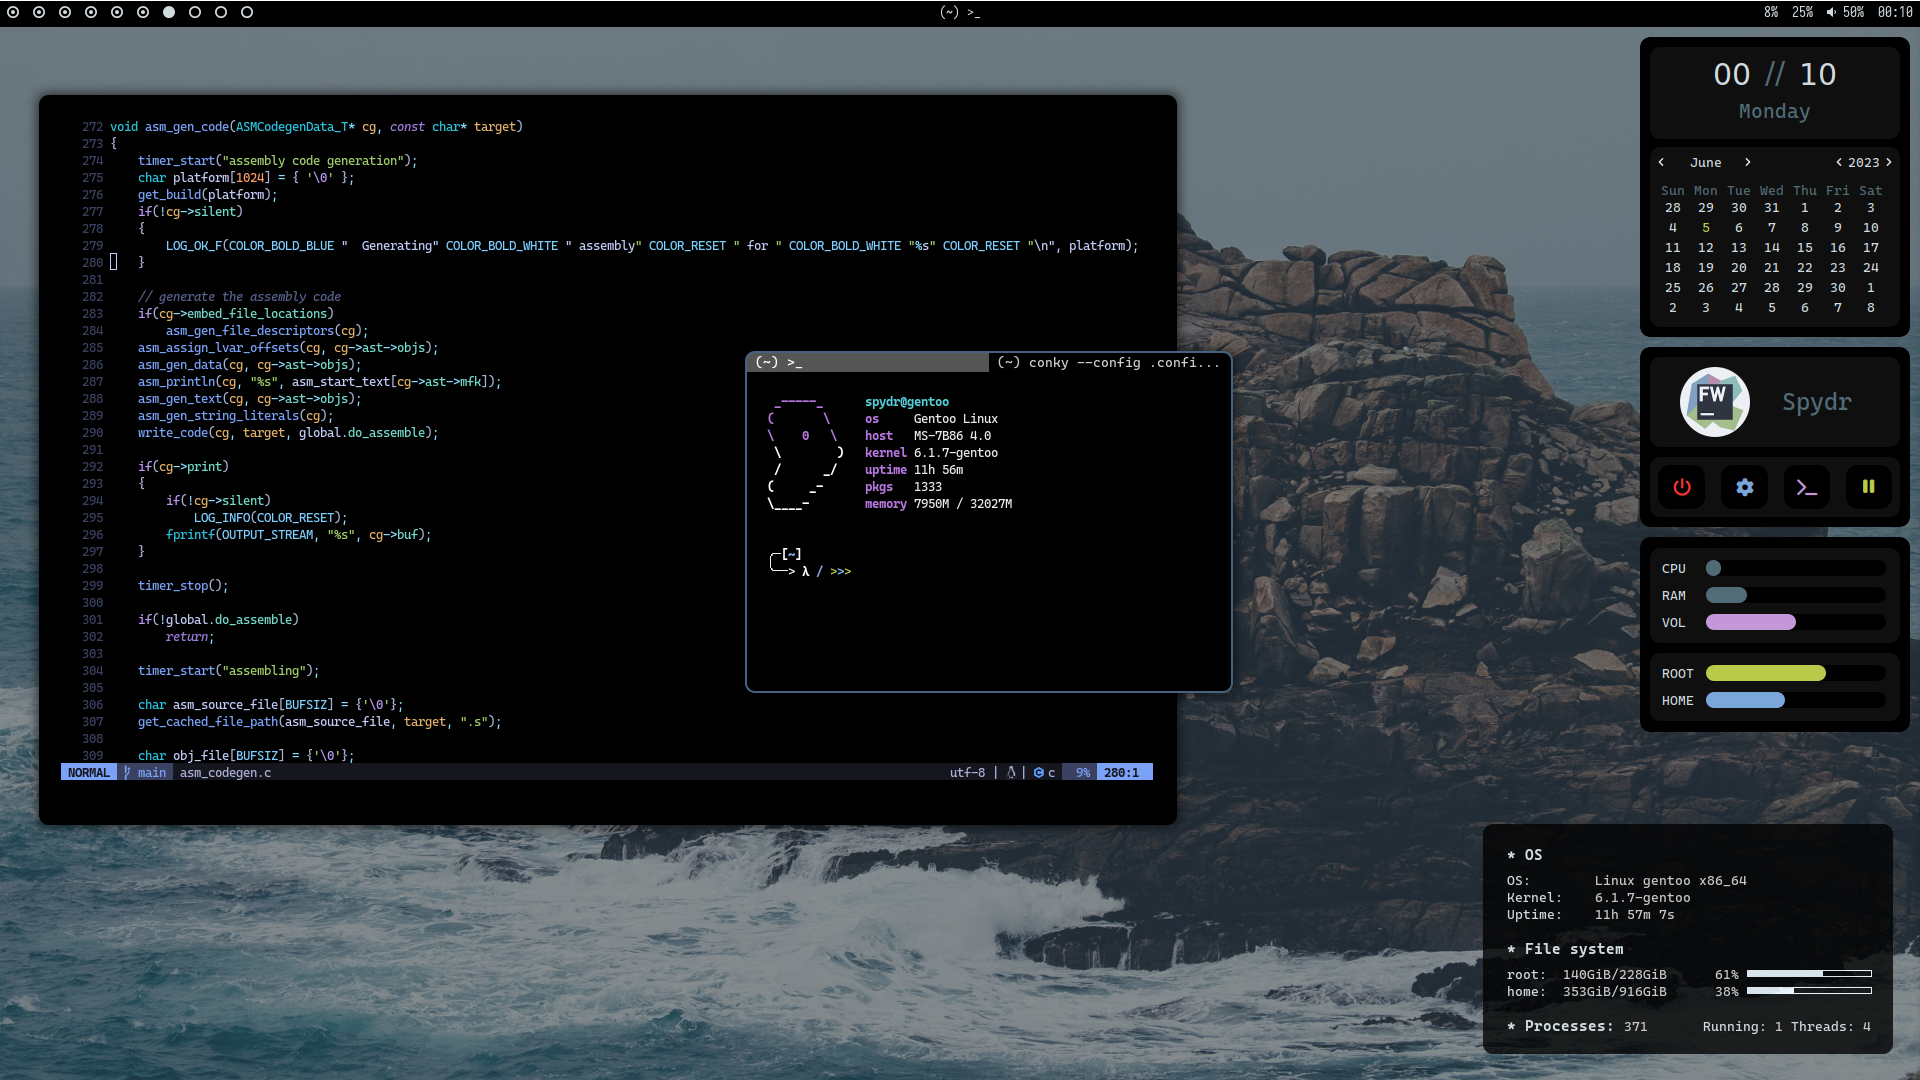 (~) >_
8% 25% 50% 00:10
272 void asm_gen_code(ASMCodegenData_T* cg, const char* target)
273 {
274     timer_start("assembly code generation");
275     char platform[1024] = { '\0' };
276     get_build(platform);
277     if(!cg->silent)
278     {
279         LOG_OK_F(COLOR_BOLD_BLUE "  Generating" COLOR_BOLD_WHITE " assembly" COLOR_RESET " for " COLOR_BOLD_WHITE "%s" COLOR_RESET "\n", platform);
280     }
281
282     // generate the assembly code
283     if(cg->embed_file_locations)
284         asm_gen_file_descriptors(cg);
285     asm_assign_lvar_offsets(cg, cg->ast->objs);
286     asm_gen_data(cg, cg->ast->objs);
287     asm_println(cg, "%s", asm_start_text[cg->ast->mfk]);
288     asm_gen_text(cg, cg->ast->objs);
289     asm_gen_string_literals(cg);
290     write_code(cg, target, global.do_assemble);
291
292     if(cg->print)
293     {
294         if(!cg->silent)
295             LOG_INFO(COLOR_RESET);
296         fprintf(OUTPUT_STREAM, "%s", cg->buf);
297     }
298
299     timer_stop();
300
301     if(!global.do_assemble)
302         return;
303
304     timer_start("assembling");
305
306     char asm_source_file[BUFSIZ] = {'\0'};
307     get_cached_file_path(asm_source_file, target, ".s");
308
309     char obj_file[BUFSIZ] = {'\0'};
NORMAL main asm_codegen.c utf-8 | | c 9% 280:1
(~) >_ (~) conky --config .confi...
spydr@gentoo
os Gentoo Linux
host MS-7B86 4.0
kernel 6.1.7-gentoo
uptime 11h 56m
pkgs 1333
memory 7950M / 32027M
[~]
> λ / >>>
00 // 10
Monday
< June > < 2023 >
Sun Mon Tue Wed Thu Fri Sat
28 29 30 31 1 2 3
4 5 6 7 8 9 10
11 12 13 14 15 16 17
18 19 20 21 22 23 24
25 26 27 28 29 30 1
2 3 4 5 6 7 8
FW Spydr
CPU
RAM
VOL
ROOT
HOME
* OS
OS: Linux gentoo x86_64
Kernel: 6.1.7-gentoo
Uptime: 11h 57m 7s
* File system
root: 140GiB/228GiB 61%
home: 353GiB/916GiB 38%
* Processes: 371 Running: 1 Threads: 4